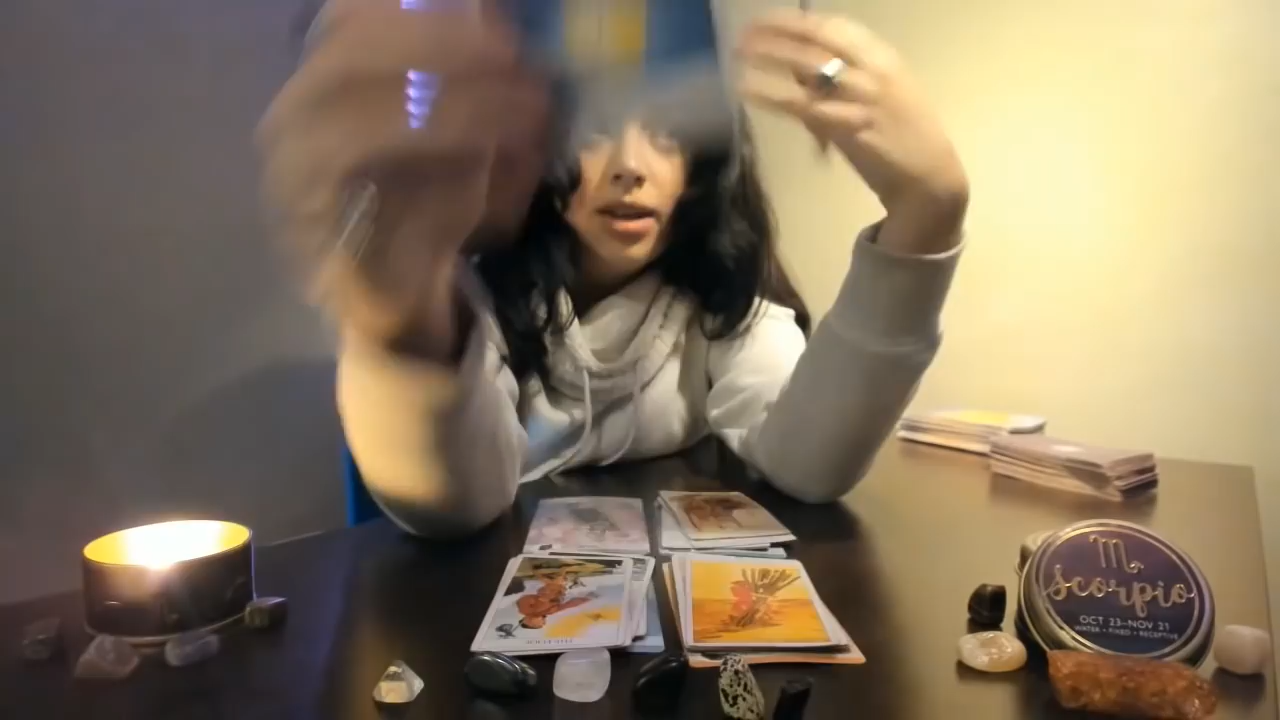 scorpio
OCT 23–NOV 21
WATER • FIXED • RECEPTIVE